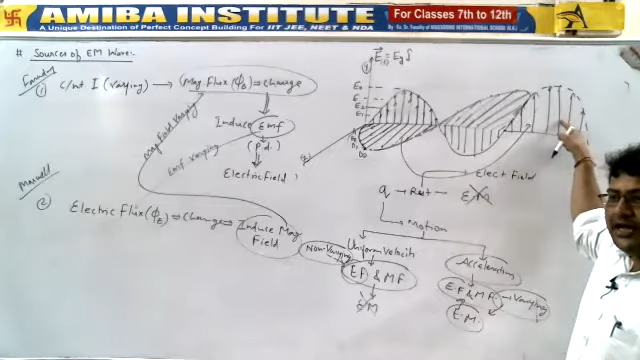 AMIBA INSTITUTE
A Unique Destination of Perfect Concept Building For IIT JEE, NEET & NDA
For Classes 7th to 12th
# Sources of EM Wave:
Faraday
(1) C/nt I (Varying) → (Mag Flux (ϕB) ⇒ change
Induce Emf
(P.d.)
Electric Field
Mag Field Varying
Emf varying
Maxwell
(2) Electric Flux (ϕE) ⇒ Change ⇒ Induce Mag Field
Elect Field
q → Rest → EM
Motion
Uniform Velocity
Non-Varying
EF & MF
EM
Acceleration
E.F & MF → Varying
E.M.